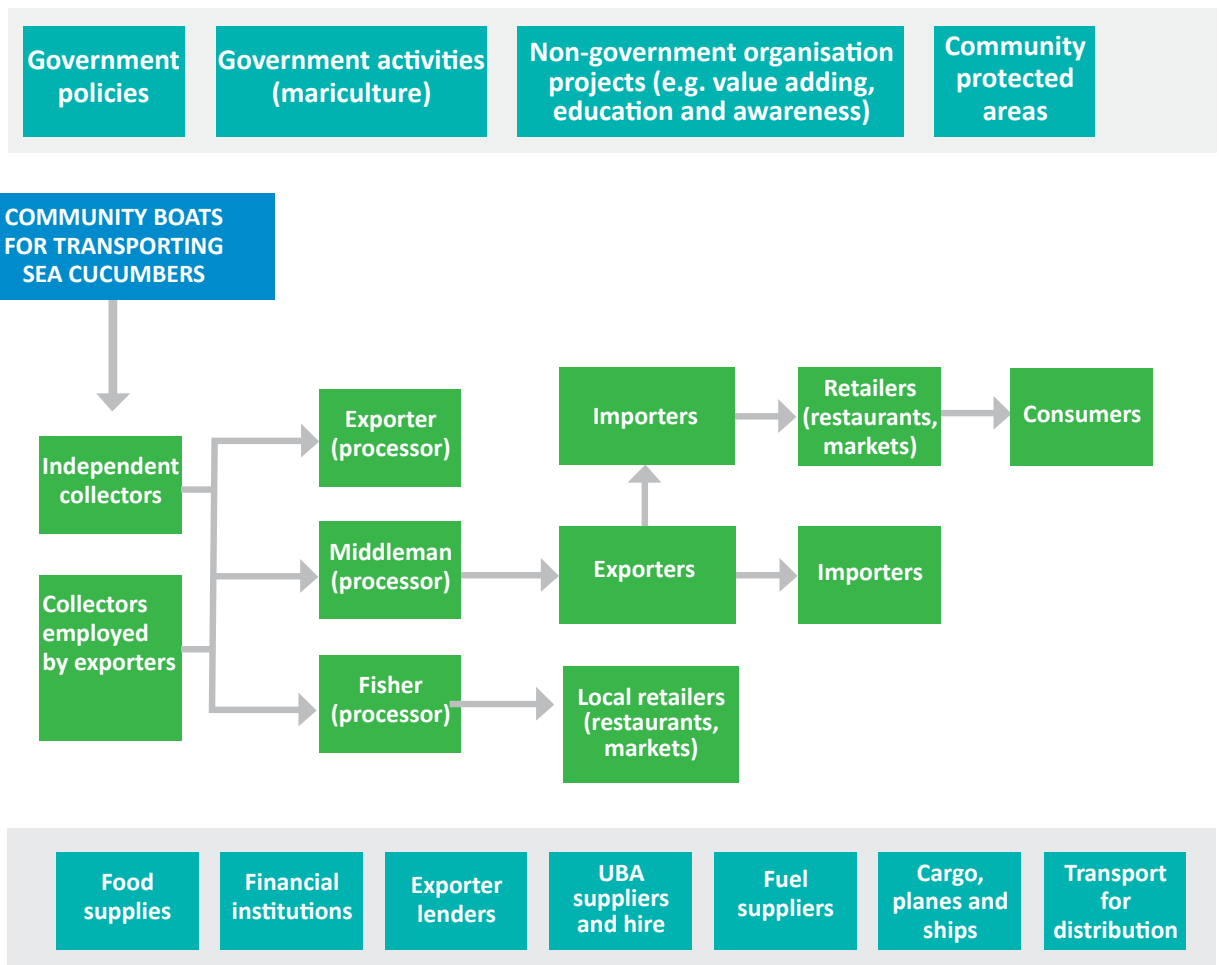 Government
policies
Government activities
(mariculture)
Non-government organisation
projects (e.g. value adding,
education and awareness)
Community
protected
areas
COMMUNITY BOATS
FOR TRANSPORTING
SEA CUCUMBERS
Independent
collectors
Collectors
employed
by exporters
Exporter
(processor)
Middleman
(processor)
Fisher
(processor)
Importers
Exporters
Local retailers
(restaurants,
markets)
Retailers
(restaurants,
markets)
Importers
Consumers
Food
supplies
Financial
institutions
Exporter
lenders
UBA
suppliers
and hire
Fuel
suppliers
Cargo,
planes and
ships
Transport
for
distribution